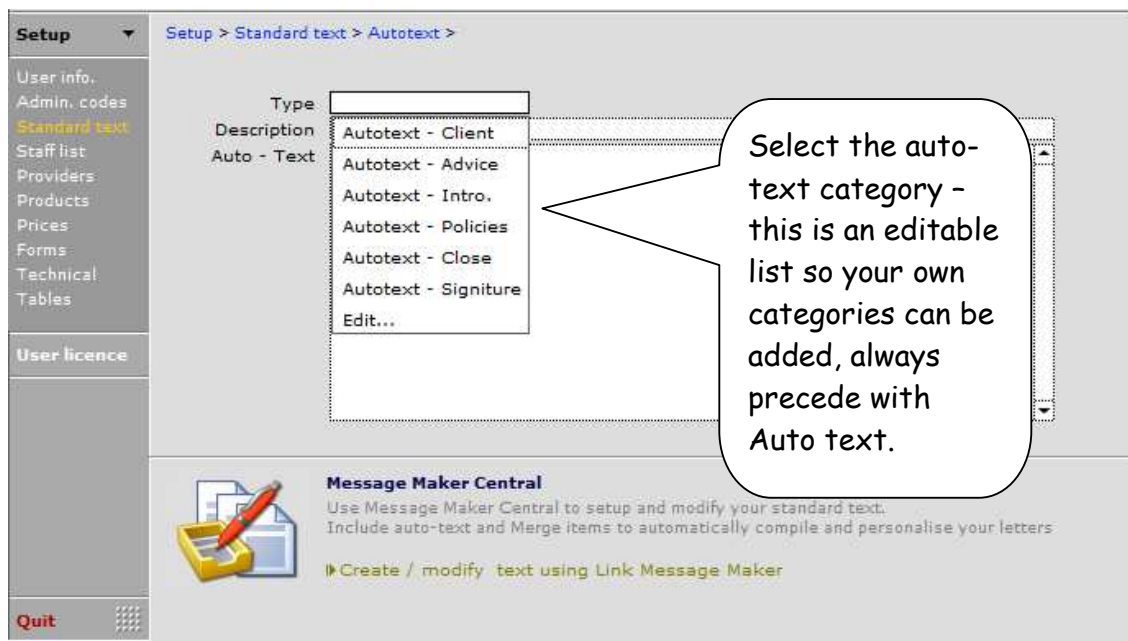 Setup
User info.
Admin. codes
Standard text
Staff list
Providers
Products
Prices
Forms
Technical
Tables
User licence
Quit
Setup > Standard text > Autotext >
Type
Description
Auto - Text
Autotext - Client
Autotext - Advice
Autotext - Intro.
Autotext - Policies
Autotext - Close
Autotext - Signiture
Edit...
Select the auto-
text category –
this is an editable
list so your own
categories can be
added, always
precede with
Auto text.
Message Maker Central
Use Message Maker Central to setup and modify your standard text.
Include auto-text and Merge items to automatically compile and personalise your letters
Create / modify text using Link Message Maker